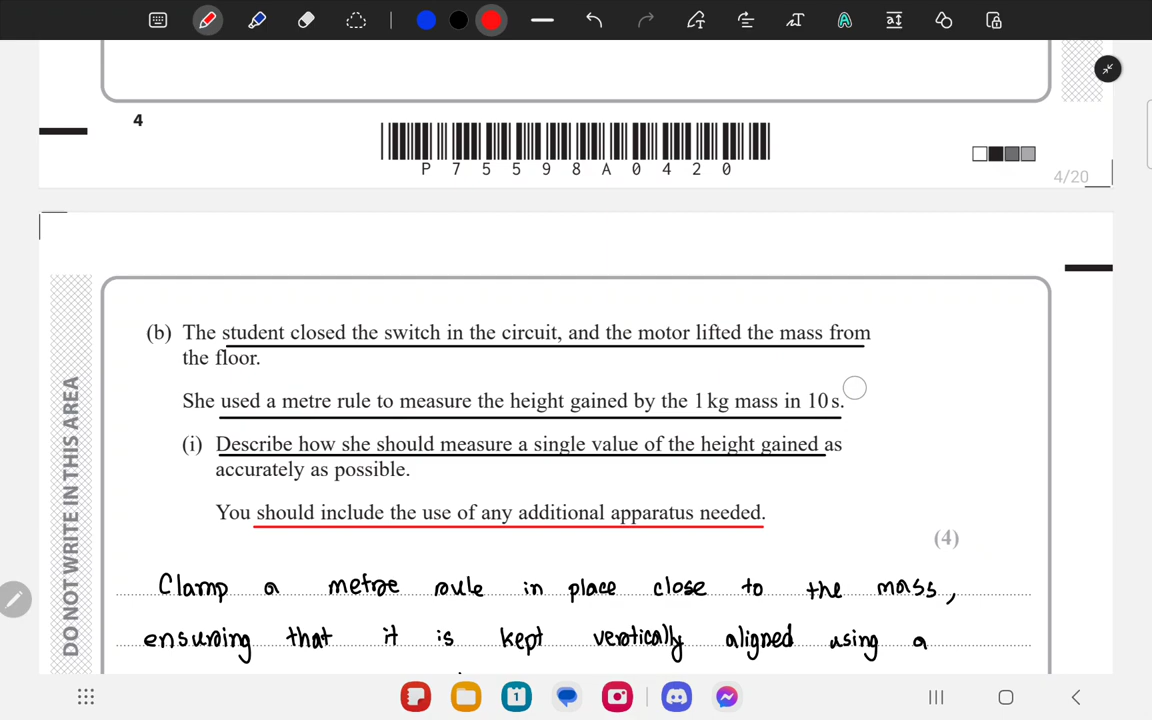 4
P 7 5 5 9 8 A 0 4 2 0
4/20
DO NOT WRITE IN THIS AREA
(b) The student closed the switch in the circuit, and the motor lifted the mass from
the floor.
She used a metre rule to measure the height gained by the 1 kg mass in 10 s.
(i) Describe how she should measure a single value of the height gained as
accurately as possible.
You should include the use of any additional apparatus needed.
(4)
Clamp a metre rule in place close to the mass,
ensuring that it is kept vertically aligned using a